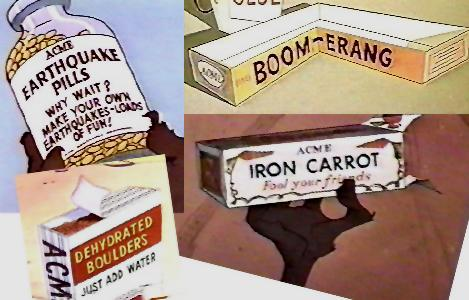 ACME
EARTHQUAKE
PILLS
WHY WAIT?
MAKE YOUR OWN
EARTHQUAKES-LOADS
OF FUN!
GLUE
ACME
ONE
BOOM-ERANG
ACME
IRON CARROT
Fool your friends
DEHYDRATED
BOULDERS
JUST ADD WATER
ACM